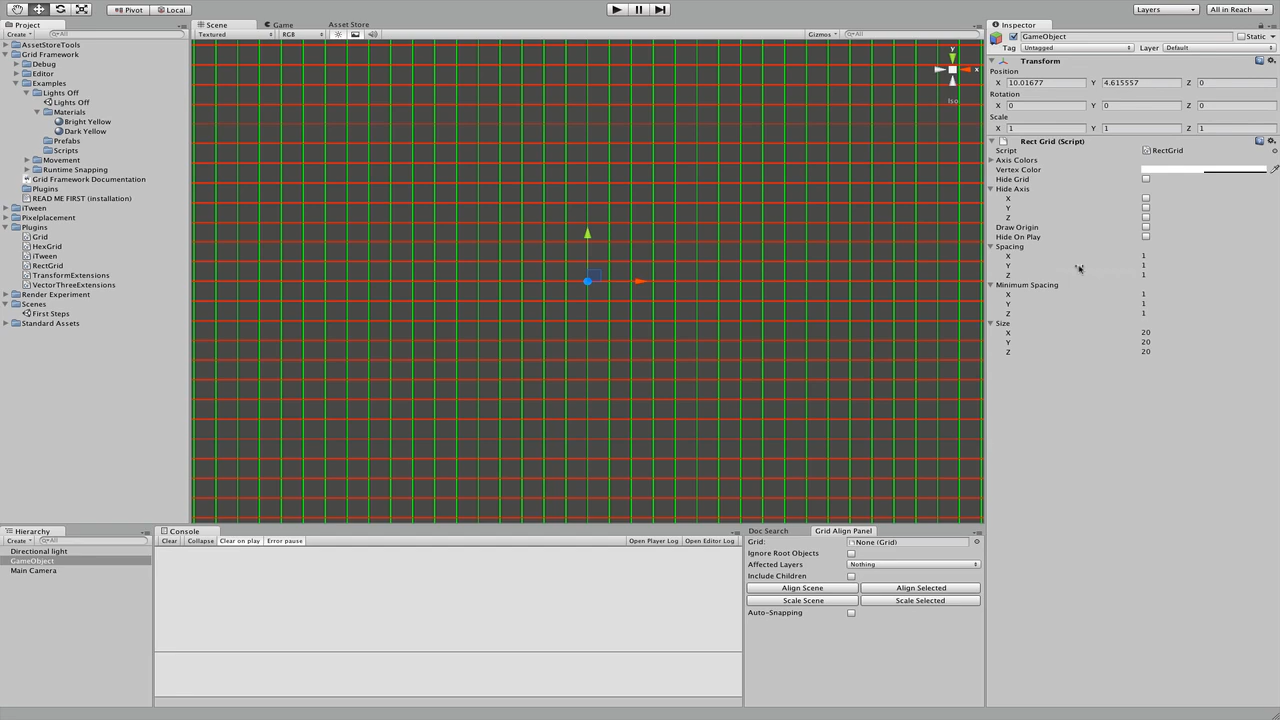 Pivot Local
Layers All in Reach
Project
Create All
AssetStoreTools
Grid Framework
Debug
Editor
Examples
Lights Off
Lights Off
Materials
Bright Yellow
Dark Yellow
Prefabs
Scripts
Movement
Runtime Snapping
Grid Framework Documentation
Plugins
READ ME FIRST (installation)
iTween
Pixelplacement
Plugins
Grid
HexGrid
iTween
RectGrid
TransformExtensions
VectorThreeExtensions
Render Experiment
Scenes
First Steps
Standard Assets
Scene Game Asset Store
Textured RGB Gizmos All
Y
x
Iso
Inspector
GameObject Static
Tag Untagged Layer Default
Transform
Position
X 10.01677 Y 4.615557 Z 0
Rotation
X 0 Y 0 Z 0
Scale
X 1 Y 1 Z 1
Rect Grid (Script)
Script RectGrid
Axis Colors
Vertex Color
Hide Grid
Hide Axis
X
Y
Z
Draw Origin
Hide On Play
Spacing
X 1
Y 1
Z 1
Minimum Spacing
X 1
Y 1
Z 1
Size
X 20
Y 20
Z 20
Hierarchy
Create All
Directional light
GameObject
Main Camera
Console
Clear Collapse Clear on play Error pause Open Player Log Open Editor Log
Doc Search Grid Align Panel
Grid: None (Grid)
Ignore Root Objects
Affected Layers Nothing
Include Children
Align Scene Align Selected
Scale Scene Scale Selected
Auto-Snapping